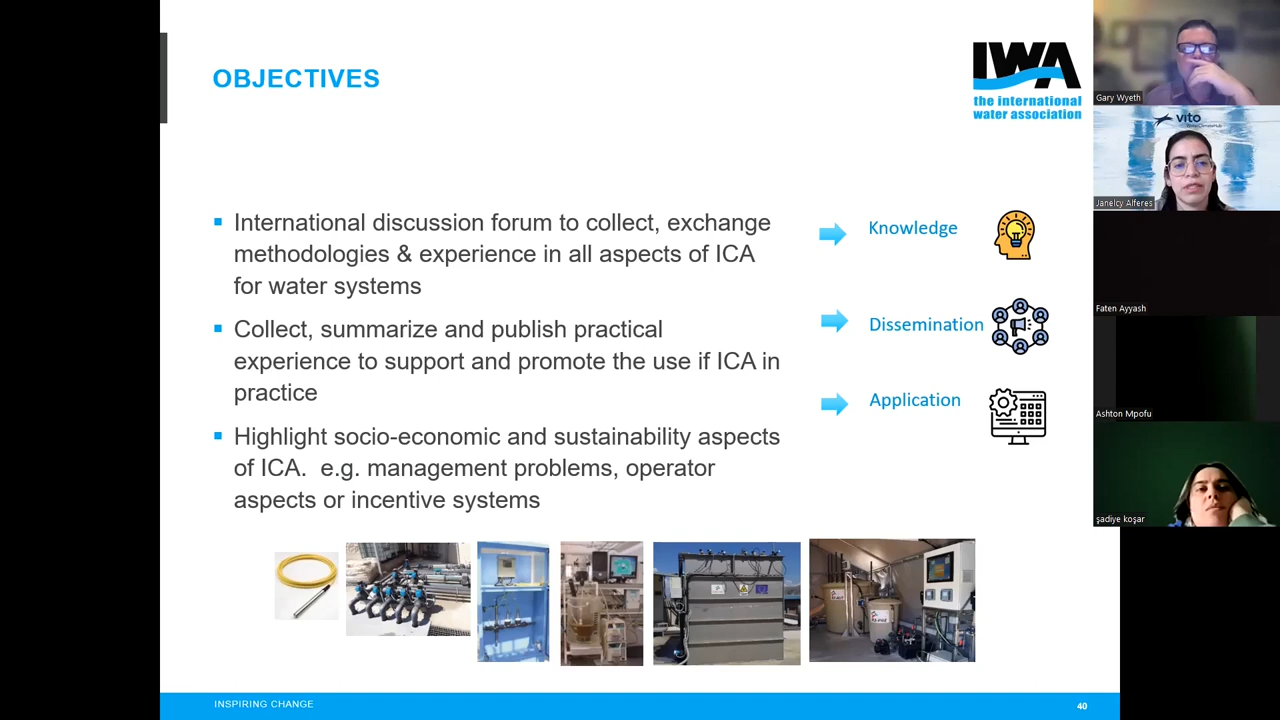 OBJECTIVES
IWA
the international
water association
International discussion forum to collect, exchange
methodologies & experience in all aspects of ICA
for water systems
Collect, summarize and publish practical
experience to support and promote the use if ICA in
practice
Highlight socio-economic and sustainability aspects
of ICA. e.g. management problems, operator
aspects or incentive systems
Knowledge
Dissemination
Application
INSPIRING CHANGE
40
Gary Wyeth
vito
Janelcy Alferes
Faten Ayyash
Ashton Mpofu
şadiye koşar